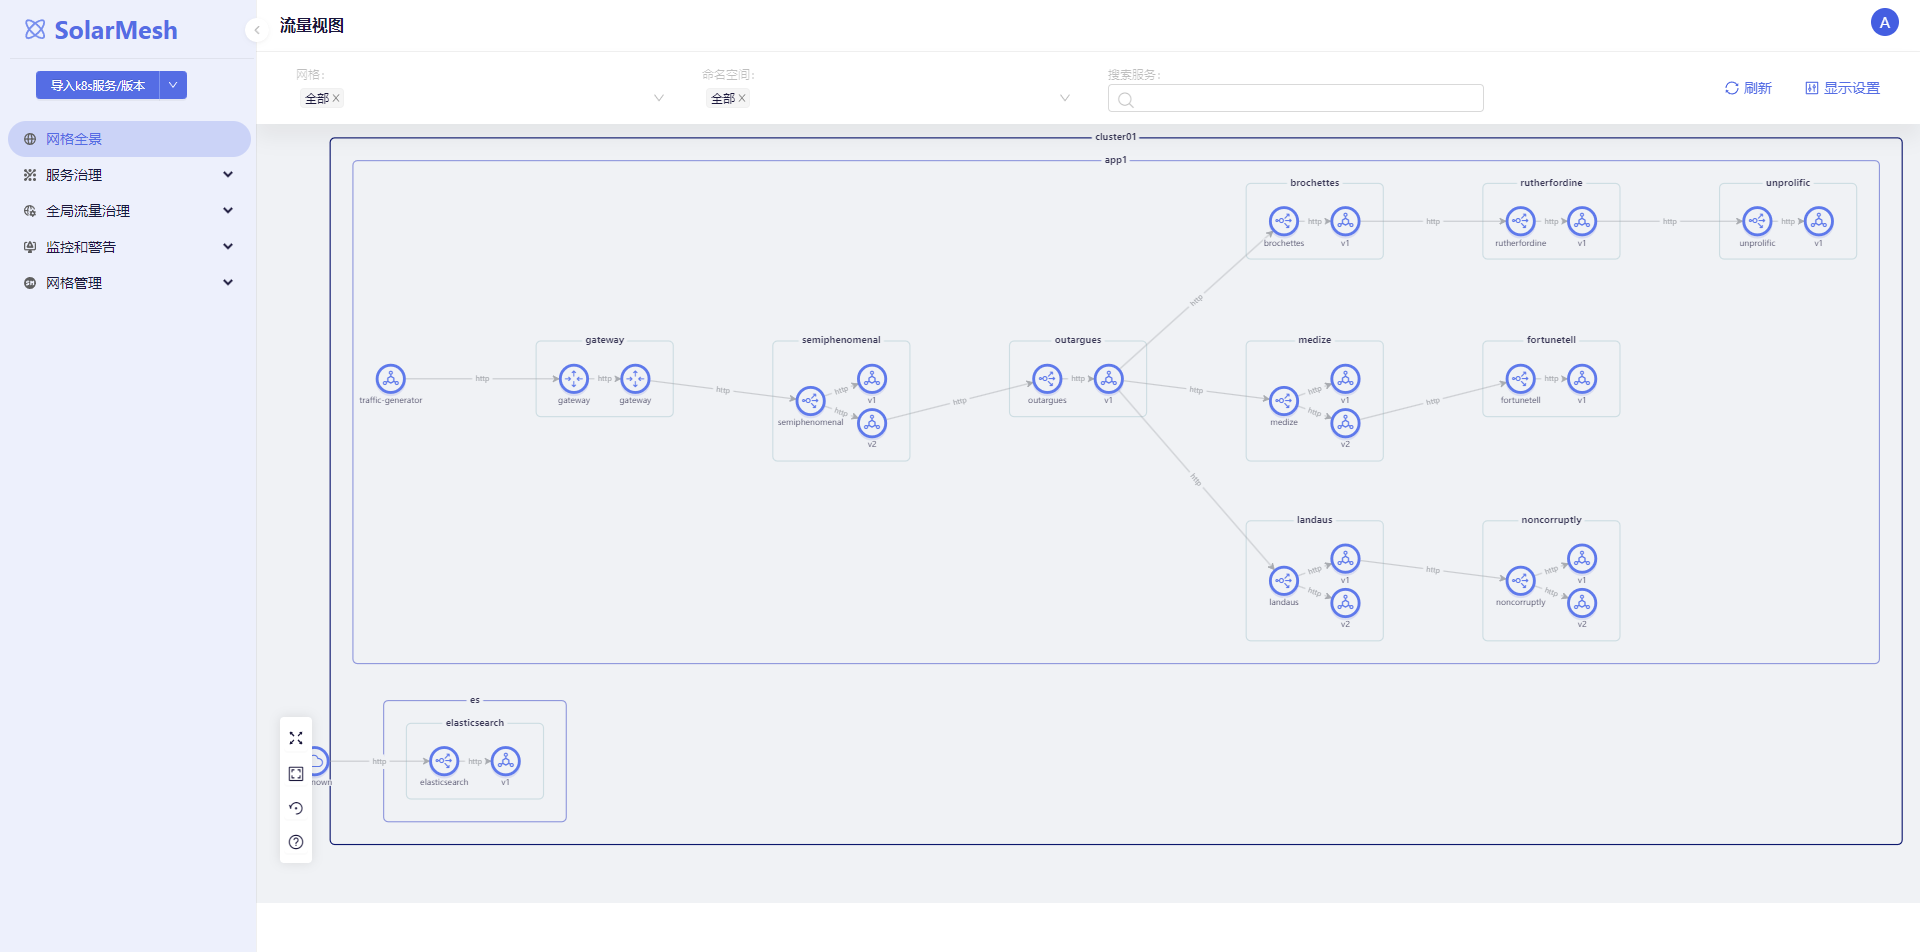 SolarMesh
流量视图
A
导入k8s服务/版本
网格全景
服务治理
全局流量治理
监控和警告
网格管理
网格:
全部
命名空间:
全部
搜索服务:
刷新
显示设置
cluster01
app1
brochettes
http
brochettes
v1
http
rutherfordine
http
rutherfordine
v1
http
unprolific
http
unprolific
v1
http
traffic-generator
http
gateway
http
gateway
gateway
http
semiphenomenal
http
http
semiphenomenal
v1
v2
http
outargues
http
outargues
v1
http
medize
http
http
medize
v1
v2
http
fortunetell
http
fortunetell
v1
http
landaus
http
http
landaus
v1
v2
http
noncorruptly
http
http
noncorruptly
v1
v2
es
elasticsearch
nown
http
http
elasticsearch
v1